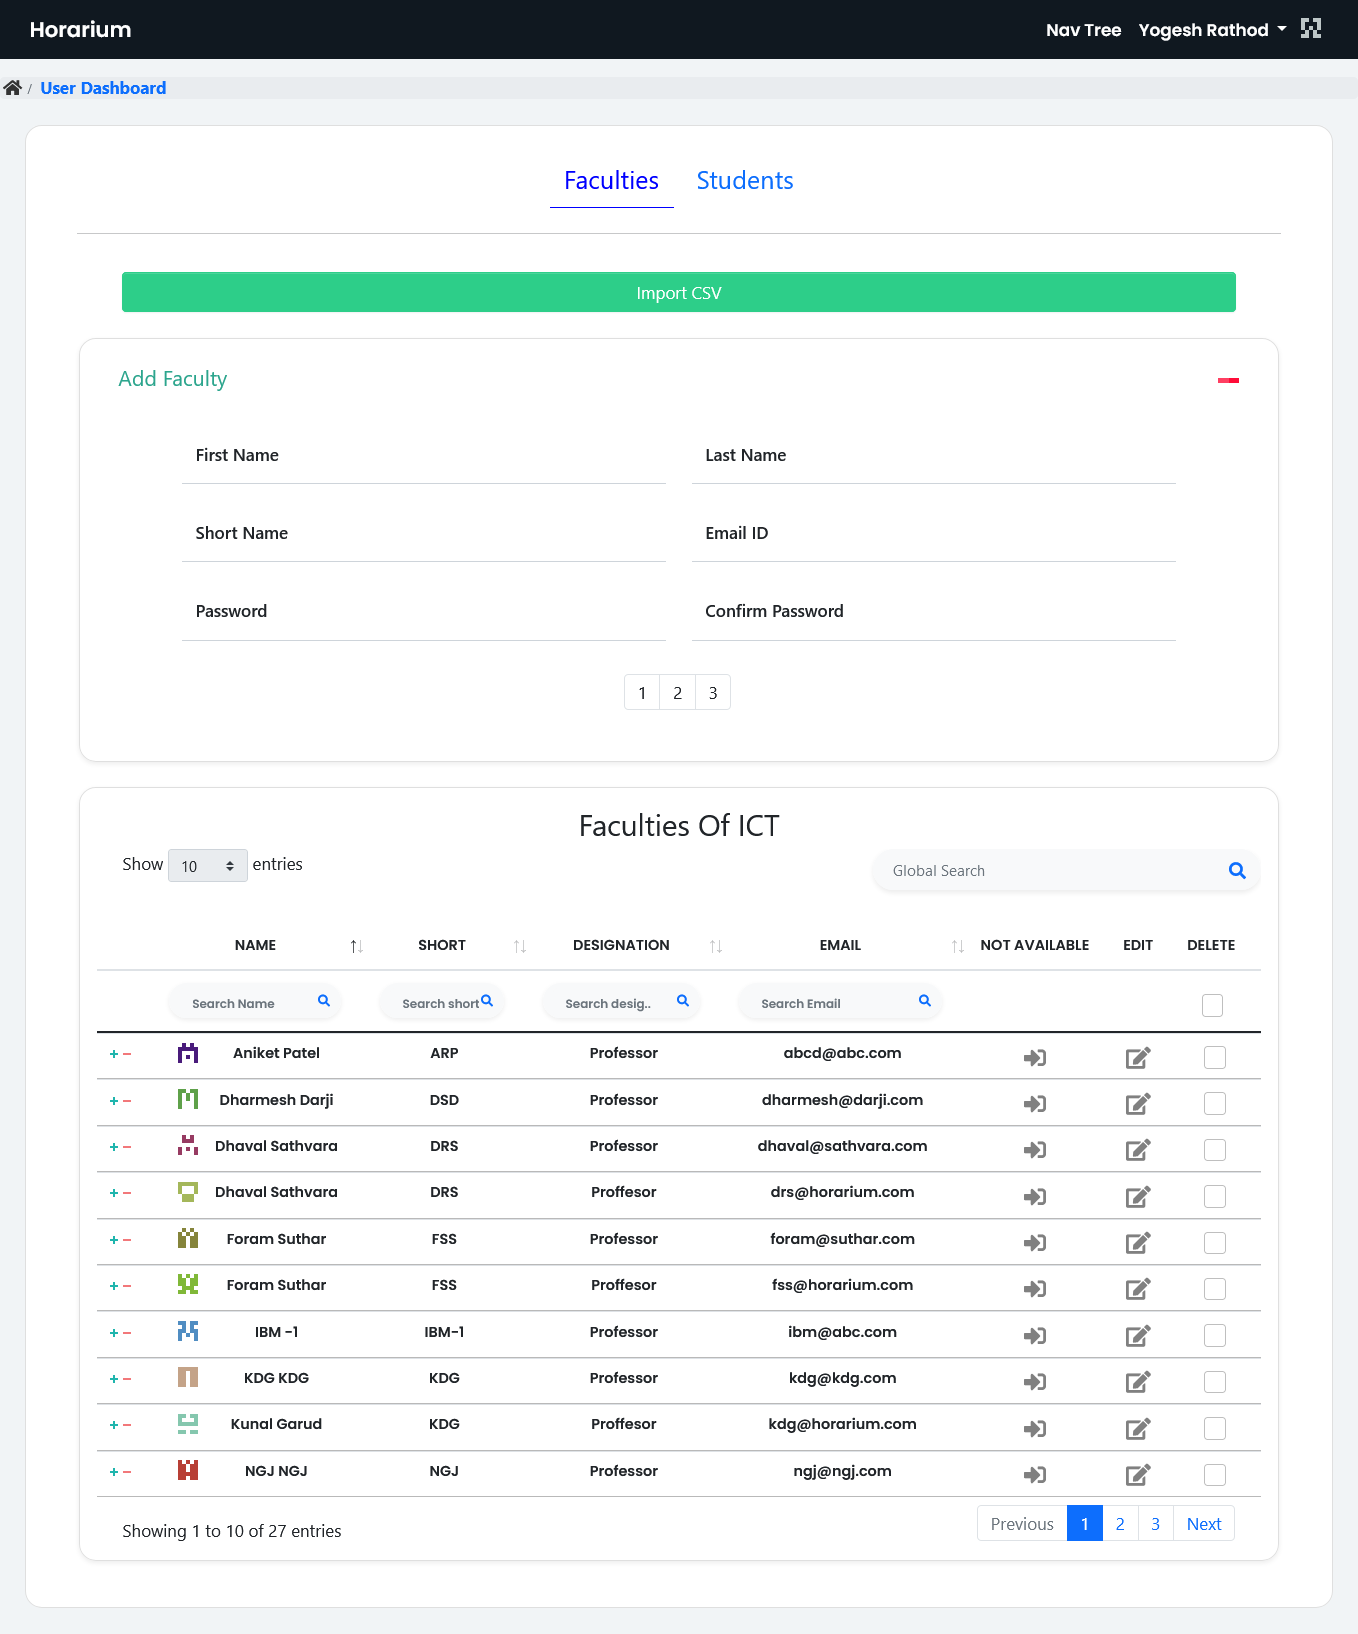 Horarium
Nav Tree Yogesh Rathod
/ User Dashboard
Faculties Students
Import CSV
Add Faculty
First Name Last Name
Short Name Email ID
Password Confirm Password
1 2 3
Faculties Of ICT
Show 10 entries
Global Search
NAME SHORT DESIGNATION EMAIL NOT AVAILABLE EDIT DELETE
Search Name Search short Search desig.. Search Email
Aniket Patel ARP Professor abcd@abc.com
Dharmesh Darji DSD Professor dharmesh@darji.com
Dhaval Sathvara DRS Professor dhaval@sathvara.com
Dhaval Sathvara DRS Proffesor drs@horarium.com
Foram Suthar FSS Professor foram@suthar.com
Foram Suthar FSS Proffesor fss@horarium.com
IBM -1 IBM-1 Professor ibm@abc.com
KDG KDG KDG Professor kdg@kdg.com
Kunal Garud KDG Proffesor kdg@horarium.com
NGJ NGJ NGJ Professor ngj@ngj.com
Showing 1 to 10 of 27 entries
Previous 1 2 3 Next